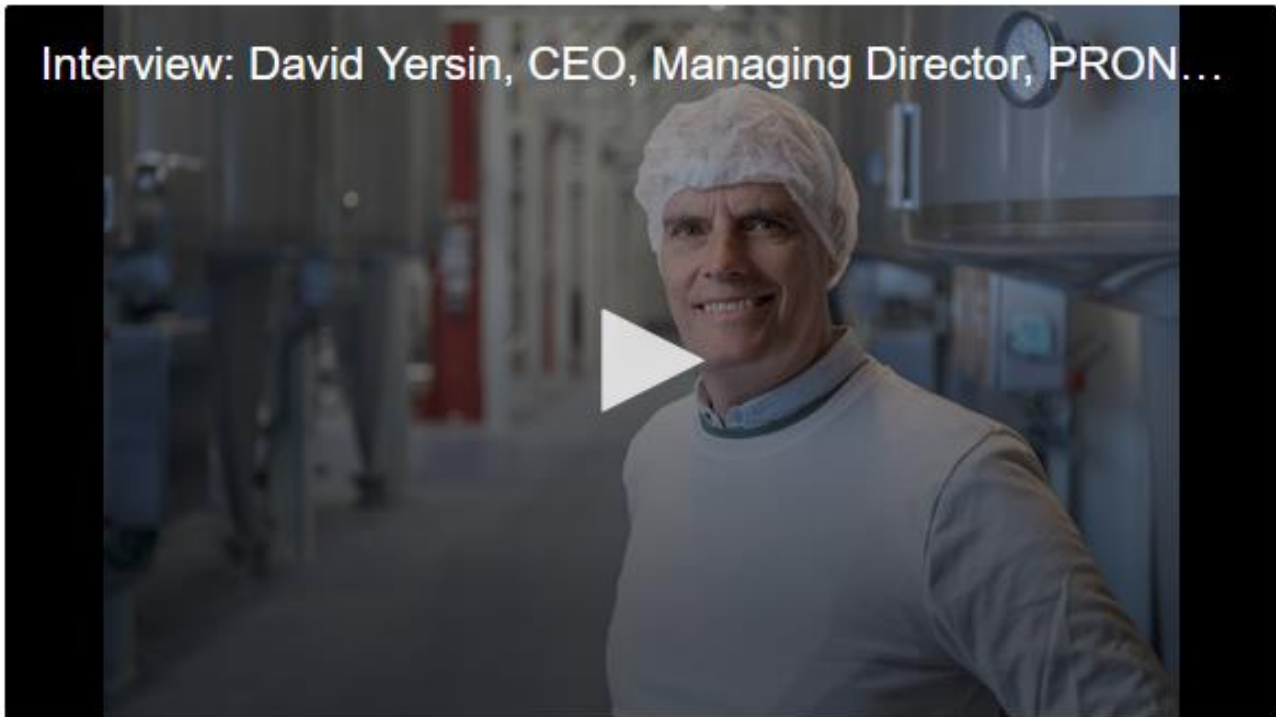 Interview: David Yersin, CEO, Managing Director, PRON...